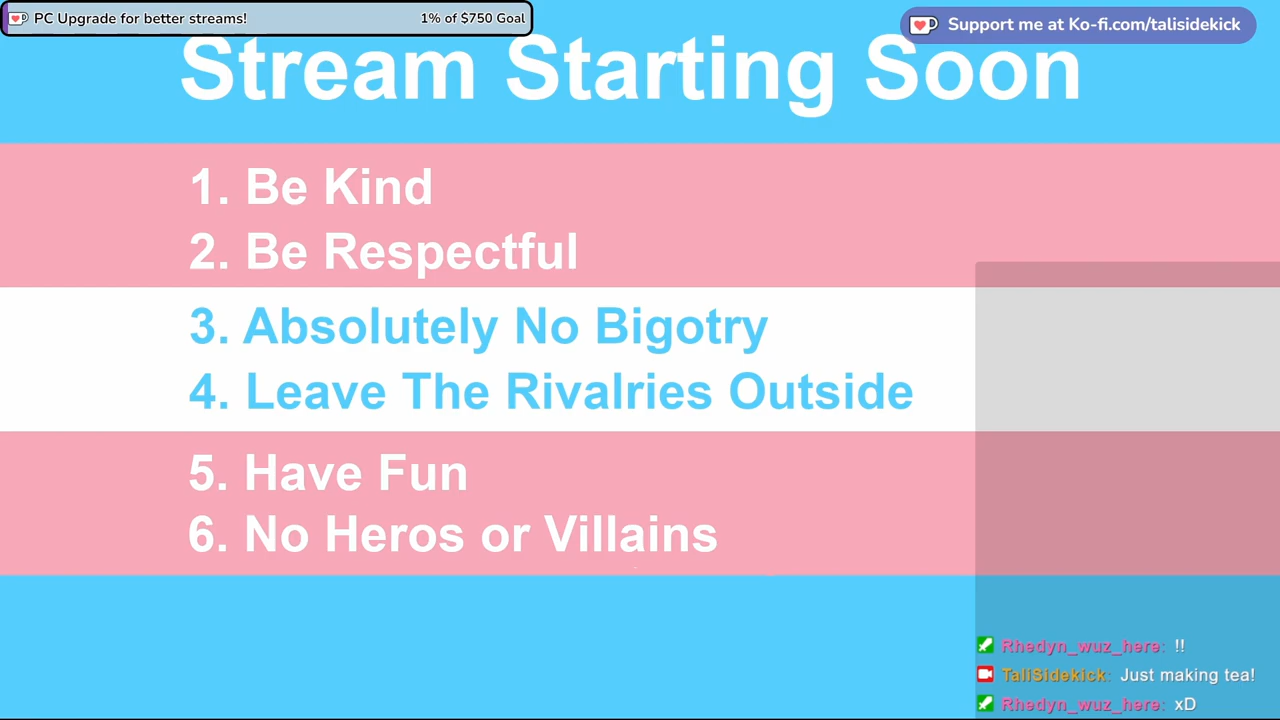 PC Upgrade for better streams! 1% of $750 Goal
Support me at Ko-fi.com/talisidekick
Stream Starting Soon
1. Be Kind
2. Be Respectful
3. Absolutely No Bigotry
4. Leave The Rivalries Outside
5. Have Fun
6. No Heros or Villains
Rhedyn_wuz_here: !!
TaliSidekick: Just making tea!
Rhedyn_wuz_here: xD